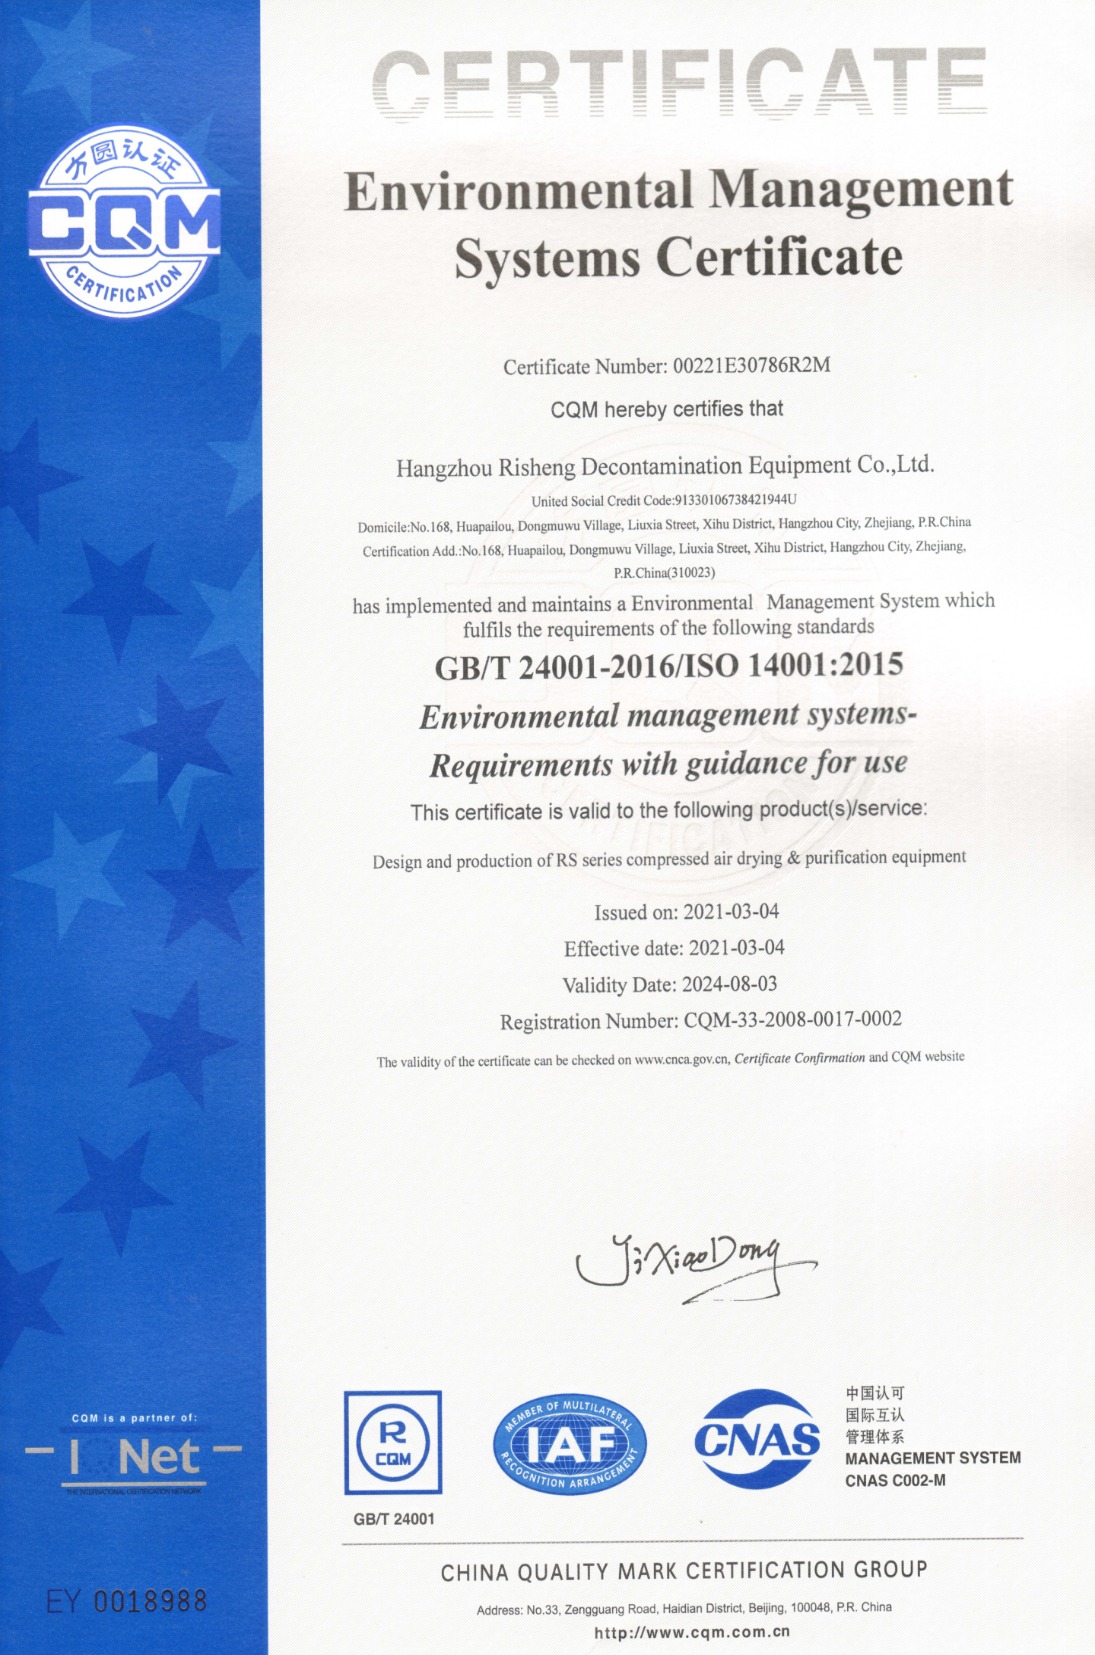 CERTIFICATE
方圆认证
CQM
CERTIFICATION
Environmental Management
Systems Certificate
Certificate Number: 00221E30786R2M
CQM hereby certifies that
Hangzhou Risheng Decontamination Equipment Co.,Ltd.
United Social Credit Code:91330106738421944U
Domicile:No.168, Huapailou, Dongmuwu Village, Liuxia Street, Xihu District, Hangzhou City, Zhejiang, P.R.China
Certification Add.:No.168, Huapailou, Dongmuwu Village, Liuxia Street, Xihu District, Hangzhou City, Zhejiang,
P.R.China(310023)
has implemented and maintains a Environmental Management System which
fulfils the requirements of the following standards
GB/T 24001-2016/ISO 14001:2015
Environmental management systems-
Requirements with guidance for use
This certificate is valid to the following product(s)/service:
Design and production of RS series compressed air drying & purification equipment
Issued on: 2021-03-04
Effective date: 2021-03-04
Validity Date: 2024-08-03
Registration Number: CQM-33-2008-0017-0002
The validity of the certificate can be checked on www.cnca.gov.cn, Certificate Confirmation and CQM website
CQM is a partner of:
I Net
THE INTERNATIONAL CERTIFICATION NETWORK
EY 0018988
R
CQM
GB/T 24001
MEMBER OF MULTILATERAL
IAF
RECOGNITION ARRANGEMENT
CNAS
中国认可
国际互认
管理体系
MANAGEMENT SYSTEM
CNAS C002-M
CHINA QUALITY MARK CERTIFICATION GROUP
Address: No.33, Zengguang Road, Haidian District, Beijing, 100048, P.R. China
http://www.cqm.com.cn